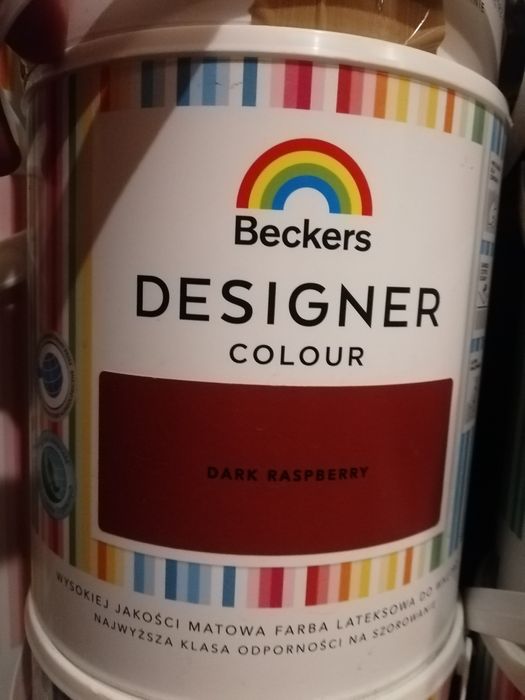 Beckers
DESIGNER
COLOUR
DARK RASPBERRY
WYSOKIEJ JAKOŚCI MATOWA FARBA LATEKSOWA DO
NAJWYŻSZA KLASA ODPORNOŚCI NA SZOROWANIE